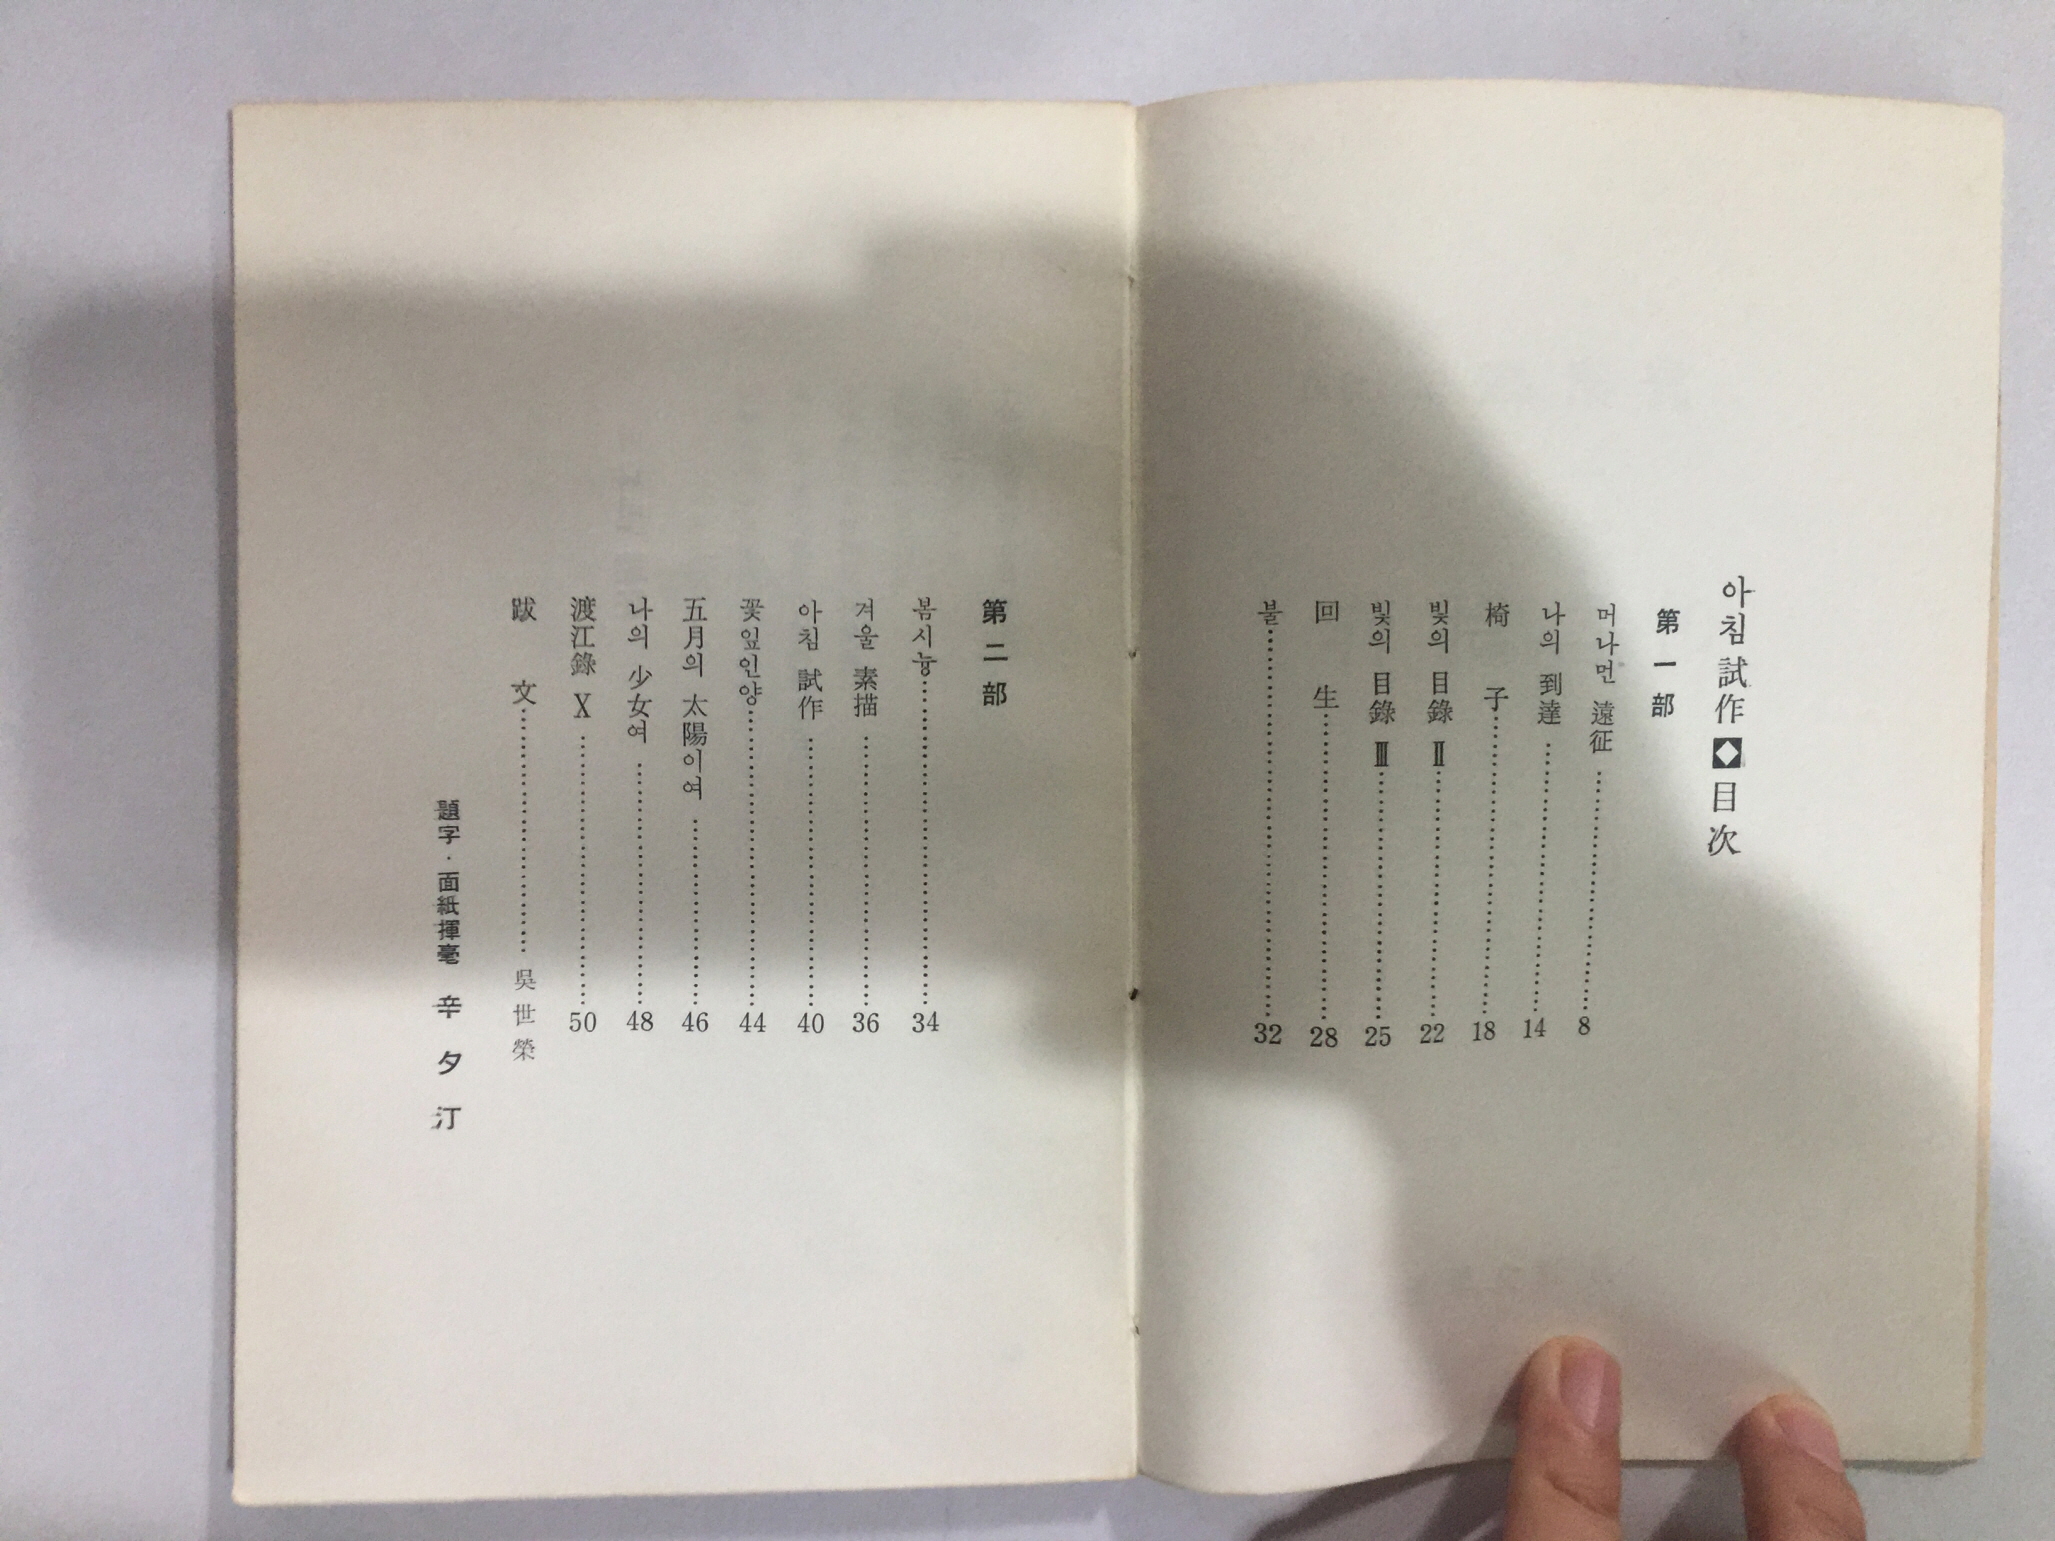 아침 試作 ◆ 目次
第一部
머나먼 遠征 8
나의 到達 14
椅子 18
빛의 目錄 Ⅱ 22
빛의 目錄 Ⅲ 25
回生 28
불 32
第二部
봄시늉 34
겨울 素描 36
아침 試作 40
꽃잎인양 44
五月의 太陽이여 46
나의 少女여 48
渡江錄 X 50
跋文 吳世榮
題字·面紙揮毫 辛夕汀